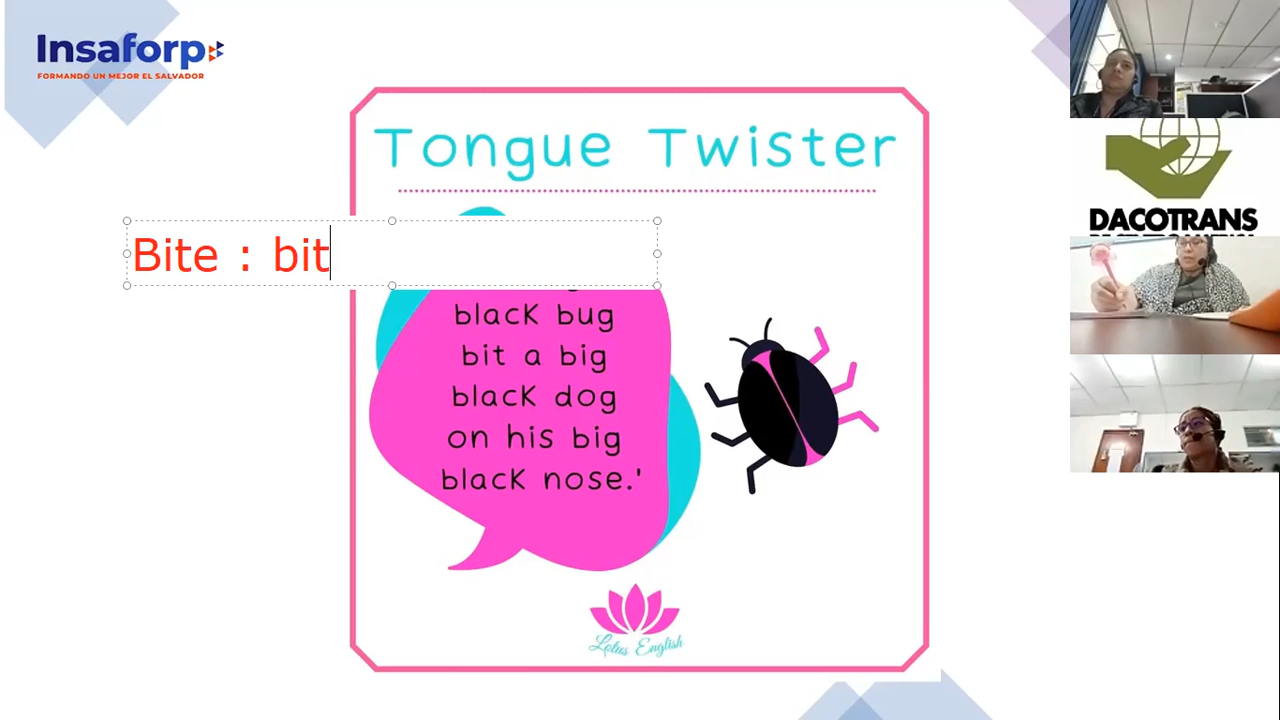 Insaforp
FORMANDO UN MEJOR EL SALVADOR
Tongue Twister
Bite : bit
black bug
bit a big
black dog
on his big
black nose.'
Lotus English
DACOTRANS